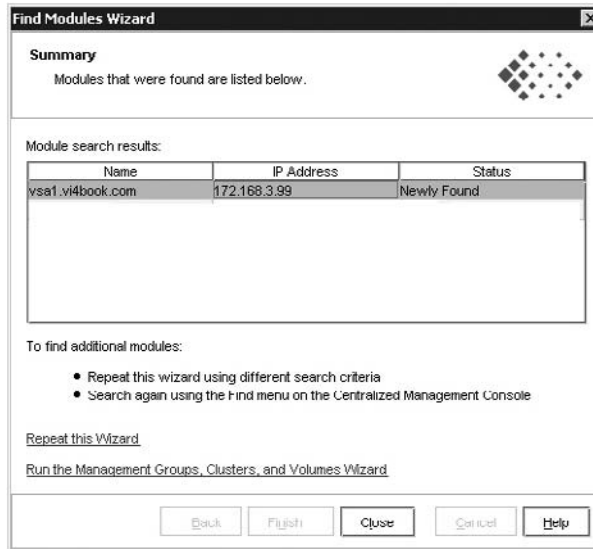 Find Modules Wizard
Summary
Modules that were found are listed below.
Module search results:
Name IP Address Status
vsa1.vi4book.com 172.168.3.99 Newly Found
To find additional modules:
• Repeat this wizard using different search criteria
• Search again using the Find menu on the Centralized Management Console
Repeat this Wizard
Run the Management Groups, Clusters, and Volumes Wizard
Back Finish Close Cancel Help